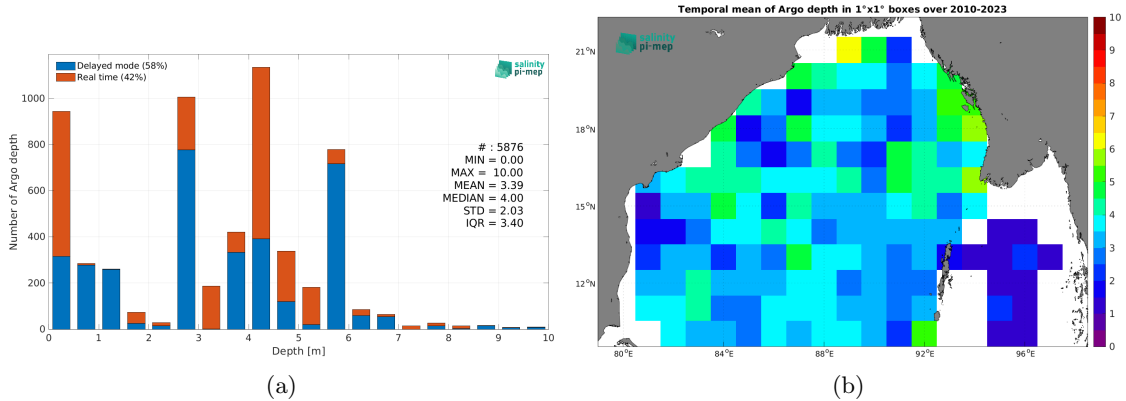 Delayed mode (58%)
Real time (42%)
salinity
pi-mep
Number of Argo depth
1000
800
600
400
200
0
# : 5876
MIN = 0.00
MAX = 10.00
MEAN = 3.39
MEDIAN = 4.00
STD = 2.03
IQR = 3.40
0 1 2 3 4 5 6 7 8 9 10
Depth [m]
(a)
Temporal mean of Argo depth in 1°x1° boxes over 2010-2023
salinity
pi-mep
21°N
18°N
15°N
12°N
80°E 84°E 88°E 92°E 96°E
10
9
8
7
6
5
4
3
2
1
0
(b)